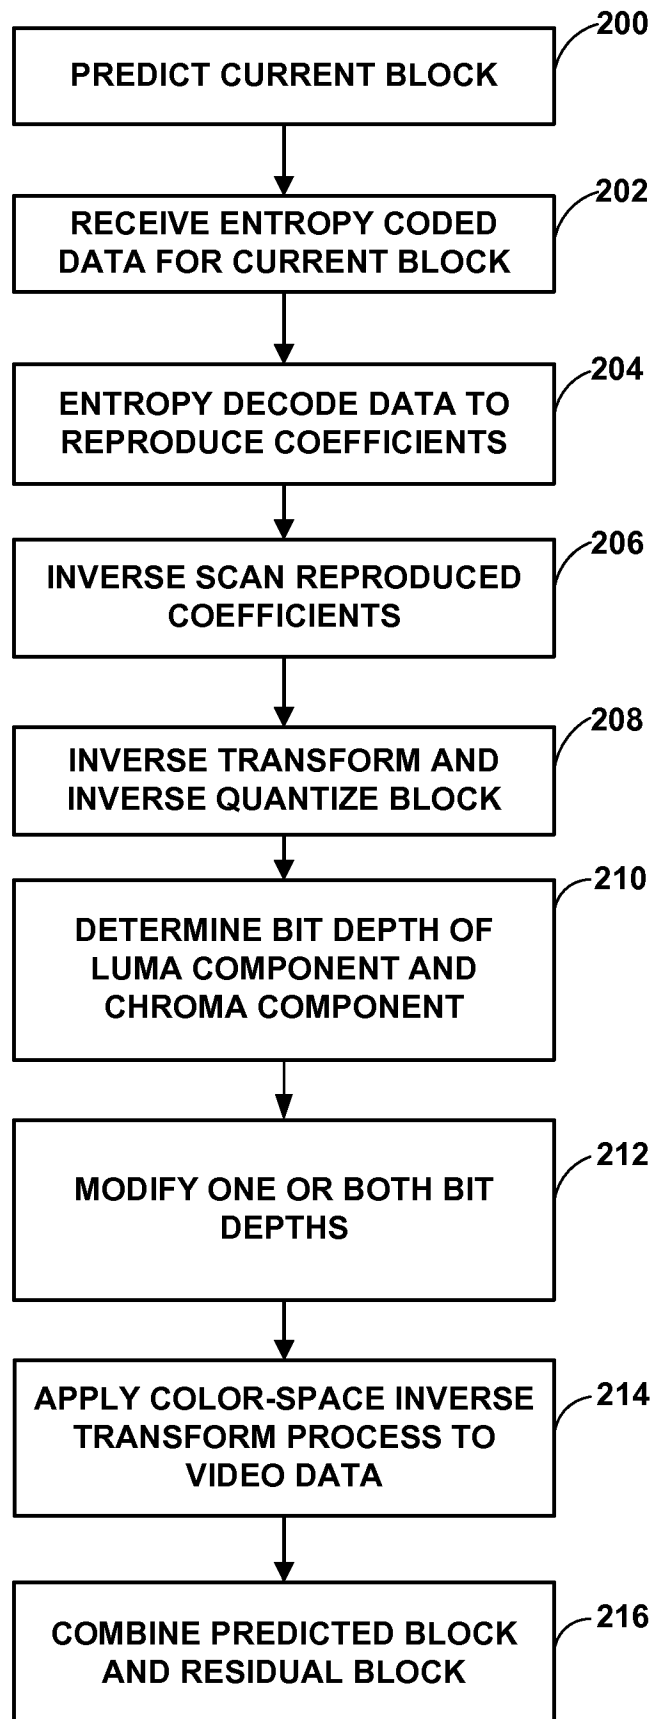 200
PREDICT CURRENT BLOCK
202
RECEIVE ENTROPY CODED
DATA FOR CURRENT BLOCK
204
ENTROPY DECODE DATA TO
REPRODUCE COEFFICIENTS
206
INVERSE SCAN REPRODUCED
COEFFICIENTS
208
INVERSE TRANSFORM AND
INVERSE QUANTIZE BLOCK
210
DETERMINE BIT DEPTH OF
LUMA COMPONENT AND
CHROMA COMPONENT
212
MODIFY ONE OR BOTH BIT
DEPTHS
214
APPLY COLOR-SPACE INVERSE
TRANSFORM PROCESS TO
VIDEO DATA
216
COMBINE PREDICTED BLOCK
AND RESIDUAL BLOCK